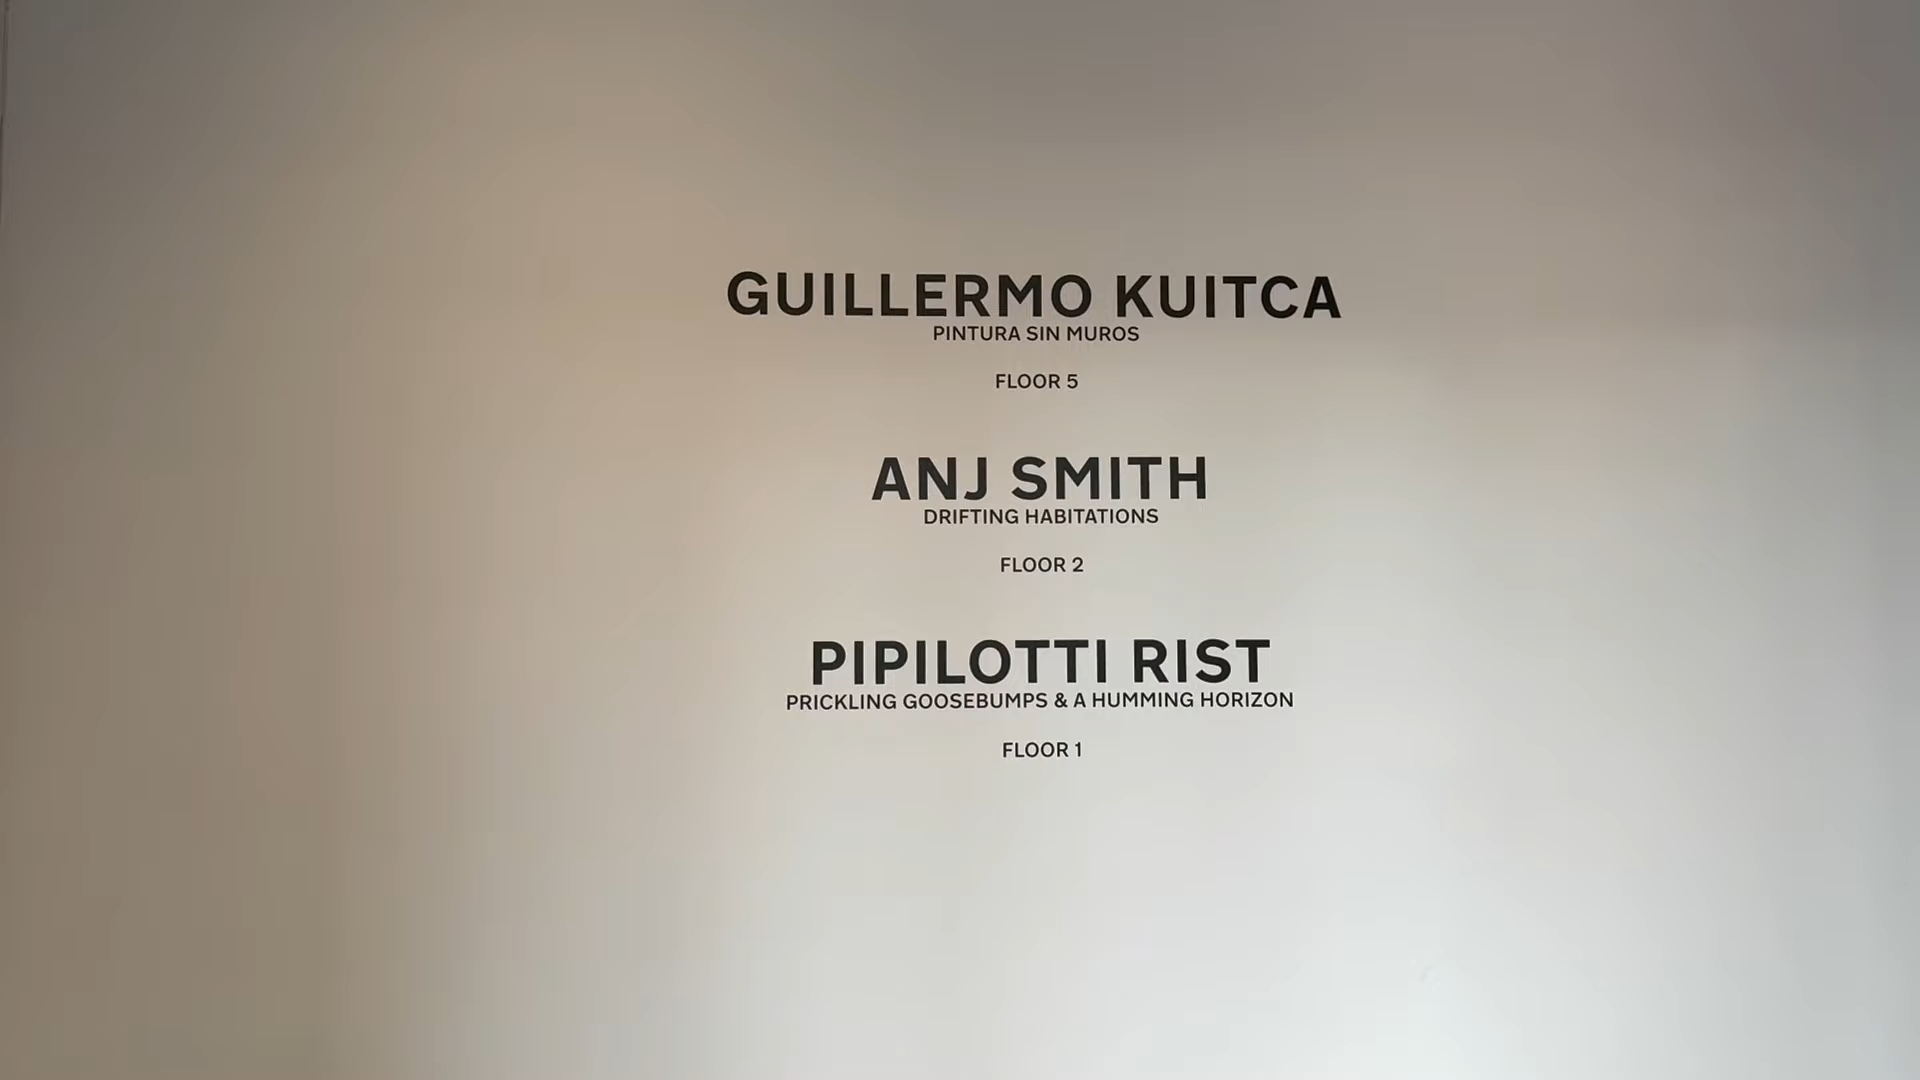 GUILLERMO KUITCA
PINTURA SIN MUROS
FLOOR 5
ANJ SMITH
DRIFTING HABITATIONS
FLOOR 2
PIPILOTTI RIST
PRICKLING GOOSEBUMPS & A HUMMING HORIZON
FLOOR 1